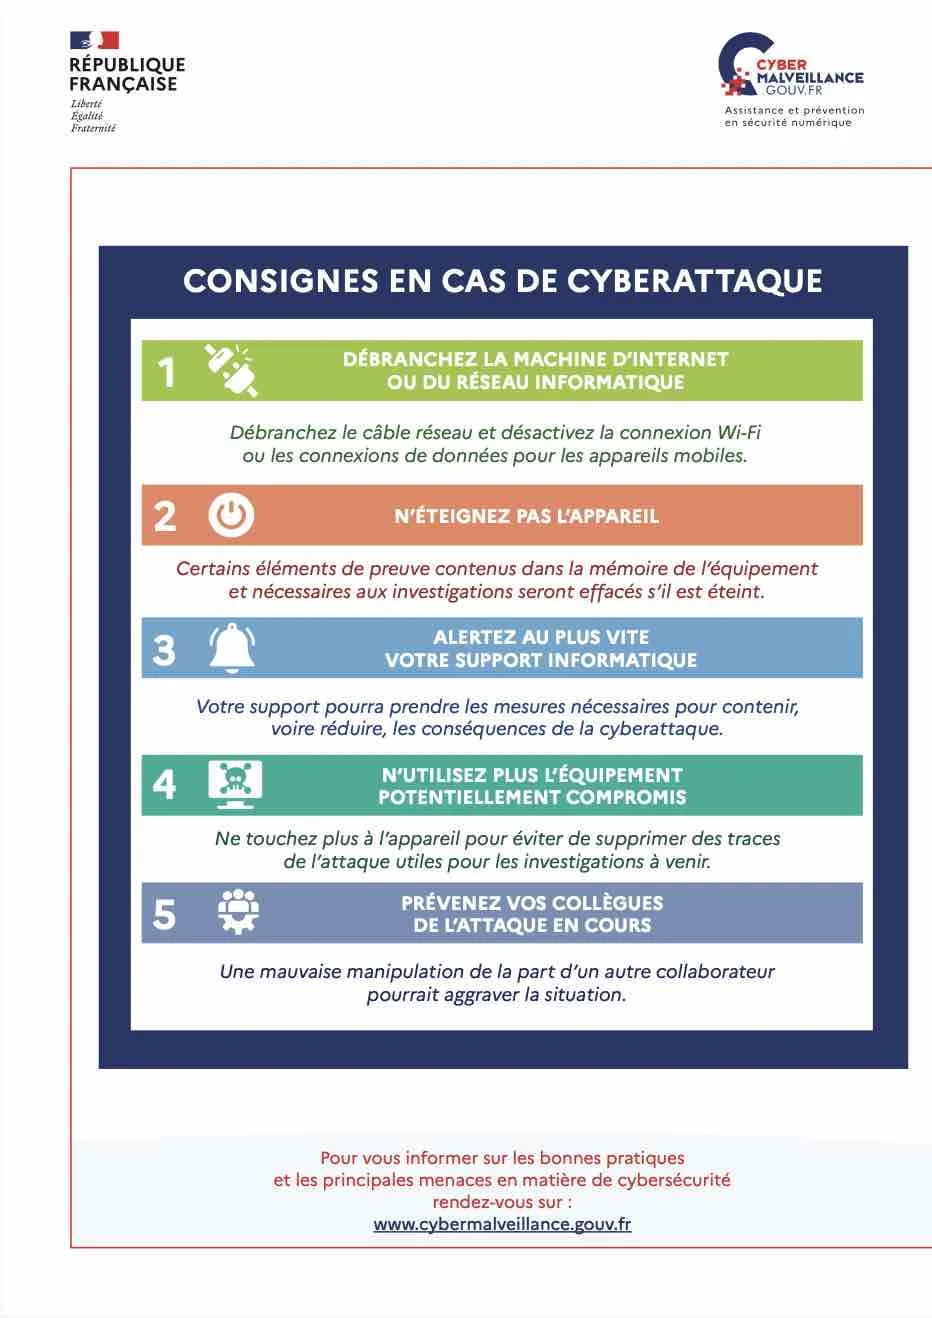 RÉPUBLIQUE
FRANÇAISE
Liberté
Égalité
Fraternité
CYBER
MALVEILLANCE
.GOUV.FR
Assistance et prévention
en sécurité numérique
CONSIGNES EN CAS DE CYBERATTAQUE
1
DÉBRANCHEZ LA MACHINE D’INTERNET
OU DU RÉSEAU INFORMATIQUE
Débranchez le câble réseau et désactivez la connexion Wi-Fi
ou les connexions de données pour les appareils mobiles.
2
N’ÉTEIGNEZ PAS L’APPAREIL
Certains éléments de preuve contenus dans la mémoire de l’équipement
et nécessaires aux investigations seront effacés s’il est éteint.
3
ALERTEZ AU PLUS VITE
VOTRE SUPPORT INFORMATIQUE
Votre support pourra prendre les mesures nécessaires pour contenir,
voire réduire, les conséquences de la cyberattaque.
4
N’UTILISEZ PLUS L’ÉQUIPEMENT
POTENTIELLEMENT COMPROMIS
Ne touchez plus à l’appareil pour éviter de supprimer des traces
de l’attaque utiles pour les investigations à venir.
5
PRÉVENEZ VOS COLLÈGUES
DE L’ATTAQUE EN COURS
Une mauvaise manipulation de la part d’un autre collaborateur
pourrait aggraver la situation.
Pour vous informer sur les bonnes pratiques
et les principales menaces en matière de cybersécurité
rendez-vous sur :
www.cybermalveillance.gouv.fr